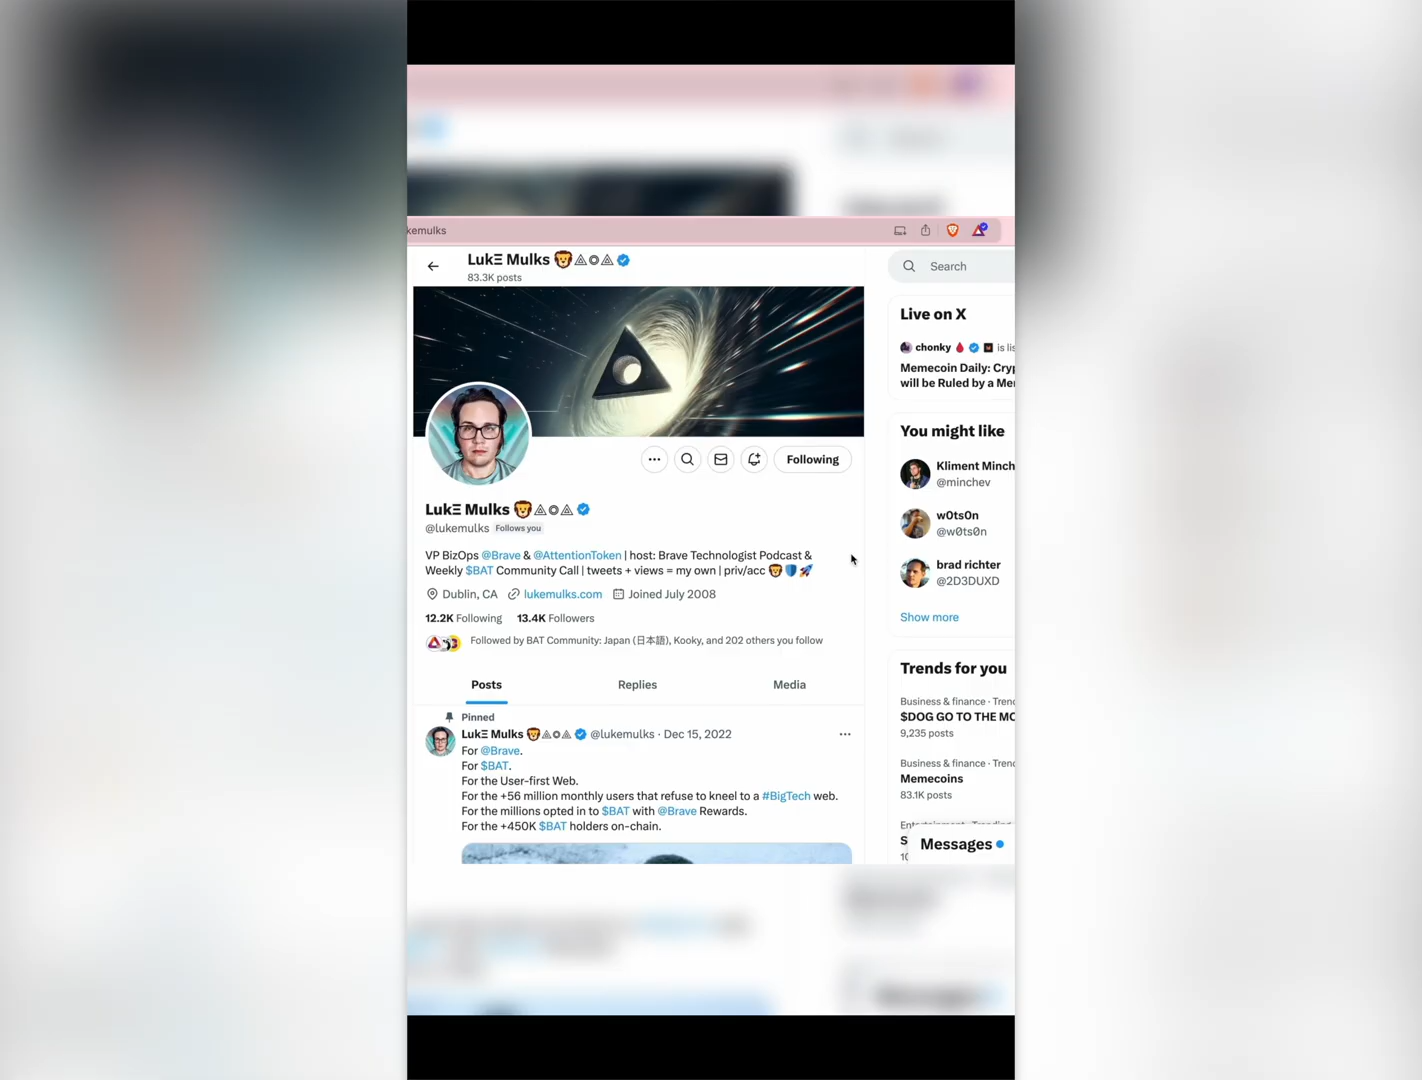 kemulks
LukΞ Mulks 🦁
83.3K posts
Search
Following
LukΞ Mulks 🦁
@lukemulks Follows you
VP BizOps @Brave & @AttentionToken | host: Brave Technologist Podcast &
Weekly $BAT Community Call | tweets + views = my own | priv/acc 🦁🛡️🚀
Dublin, CA lukemulks.com Joined July 2008
12.2K Following 13.4K Followers
Followed by BAT Community: Japan (日本語), Kooky, and 202 others you follow
Posts Replies Media
Pinned
LukΞ Mulks 🦁 @lukemulks · Dec 15, 2022
For @Brave.
For $BAT.
For the User-first Web.
For the +56 million monthly users that refuse to kneel to a #BigTech web.
For the millions opted in to $BAT with @Brave Rewards.
For the +450K $BAT holders on-chain.
Live on X
chonky 🩸 is lis
Memecoin Daily: Cryp
will be Ruled by a Mer
You might like
Kliment Minch
@minchev
w0ts0n
@w0ts0n
brad richter
@2D3DUXD
Show more
Trends for you
Business & finance · Trend
$DOG GO TO THE MO
9,235 posts
Business & finance · Trend
Memecoins
83.1K posts
Messages